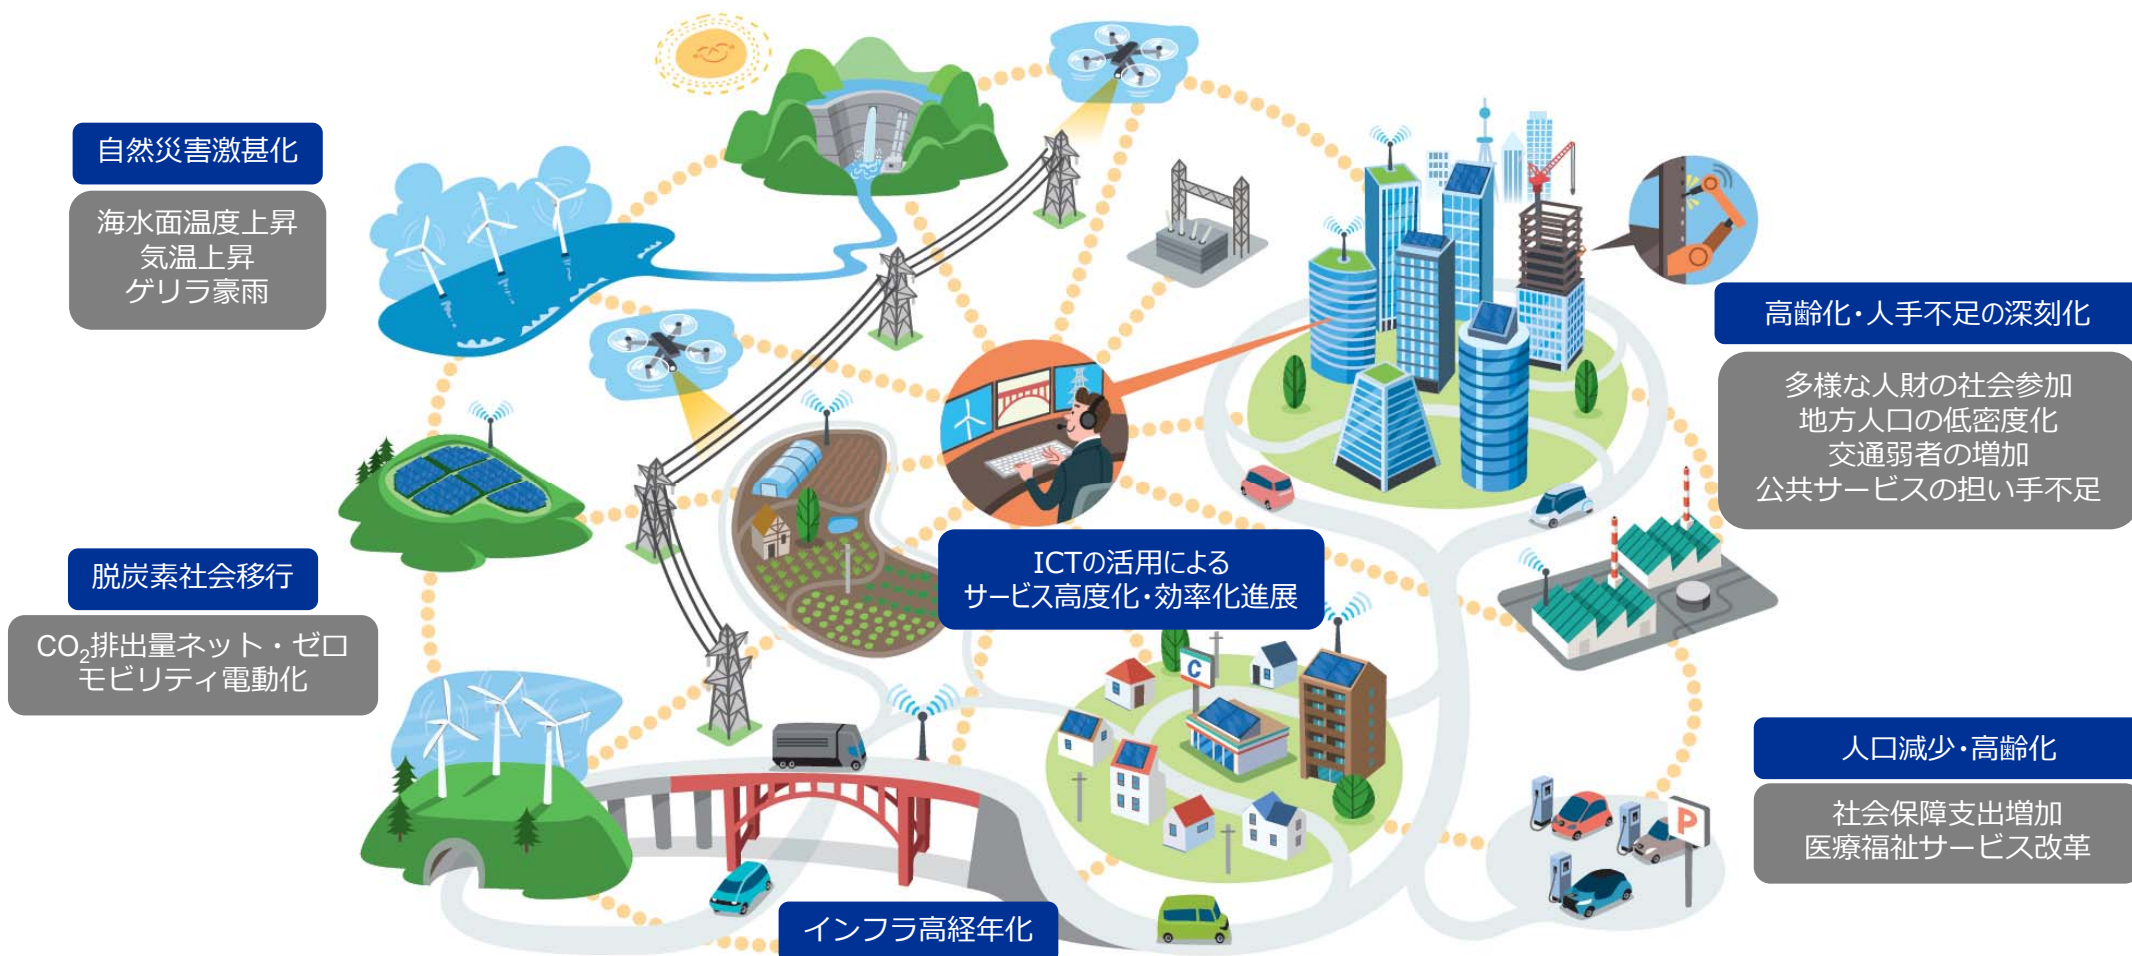 自然災害激甚化
海水面温度上昇
気温上昇
ゲリラ豪雨
高齢化・人手不足の深刻化
多様な人財の社会参加
地方人口の低密度化
交通弱者の増加
公共サービスの担い手不足
ICTの活用による
サービス高度化・効率化進展
脱炭素社会移行
CO₂排出量ネット・ゼロ
モビリティ電動化
C
人口減少・高齢化
社会保障支出増加
医療福祉サービス改革
P
インフラ高経年化